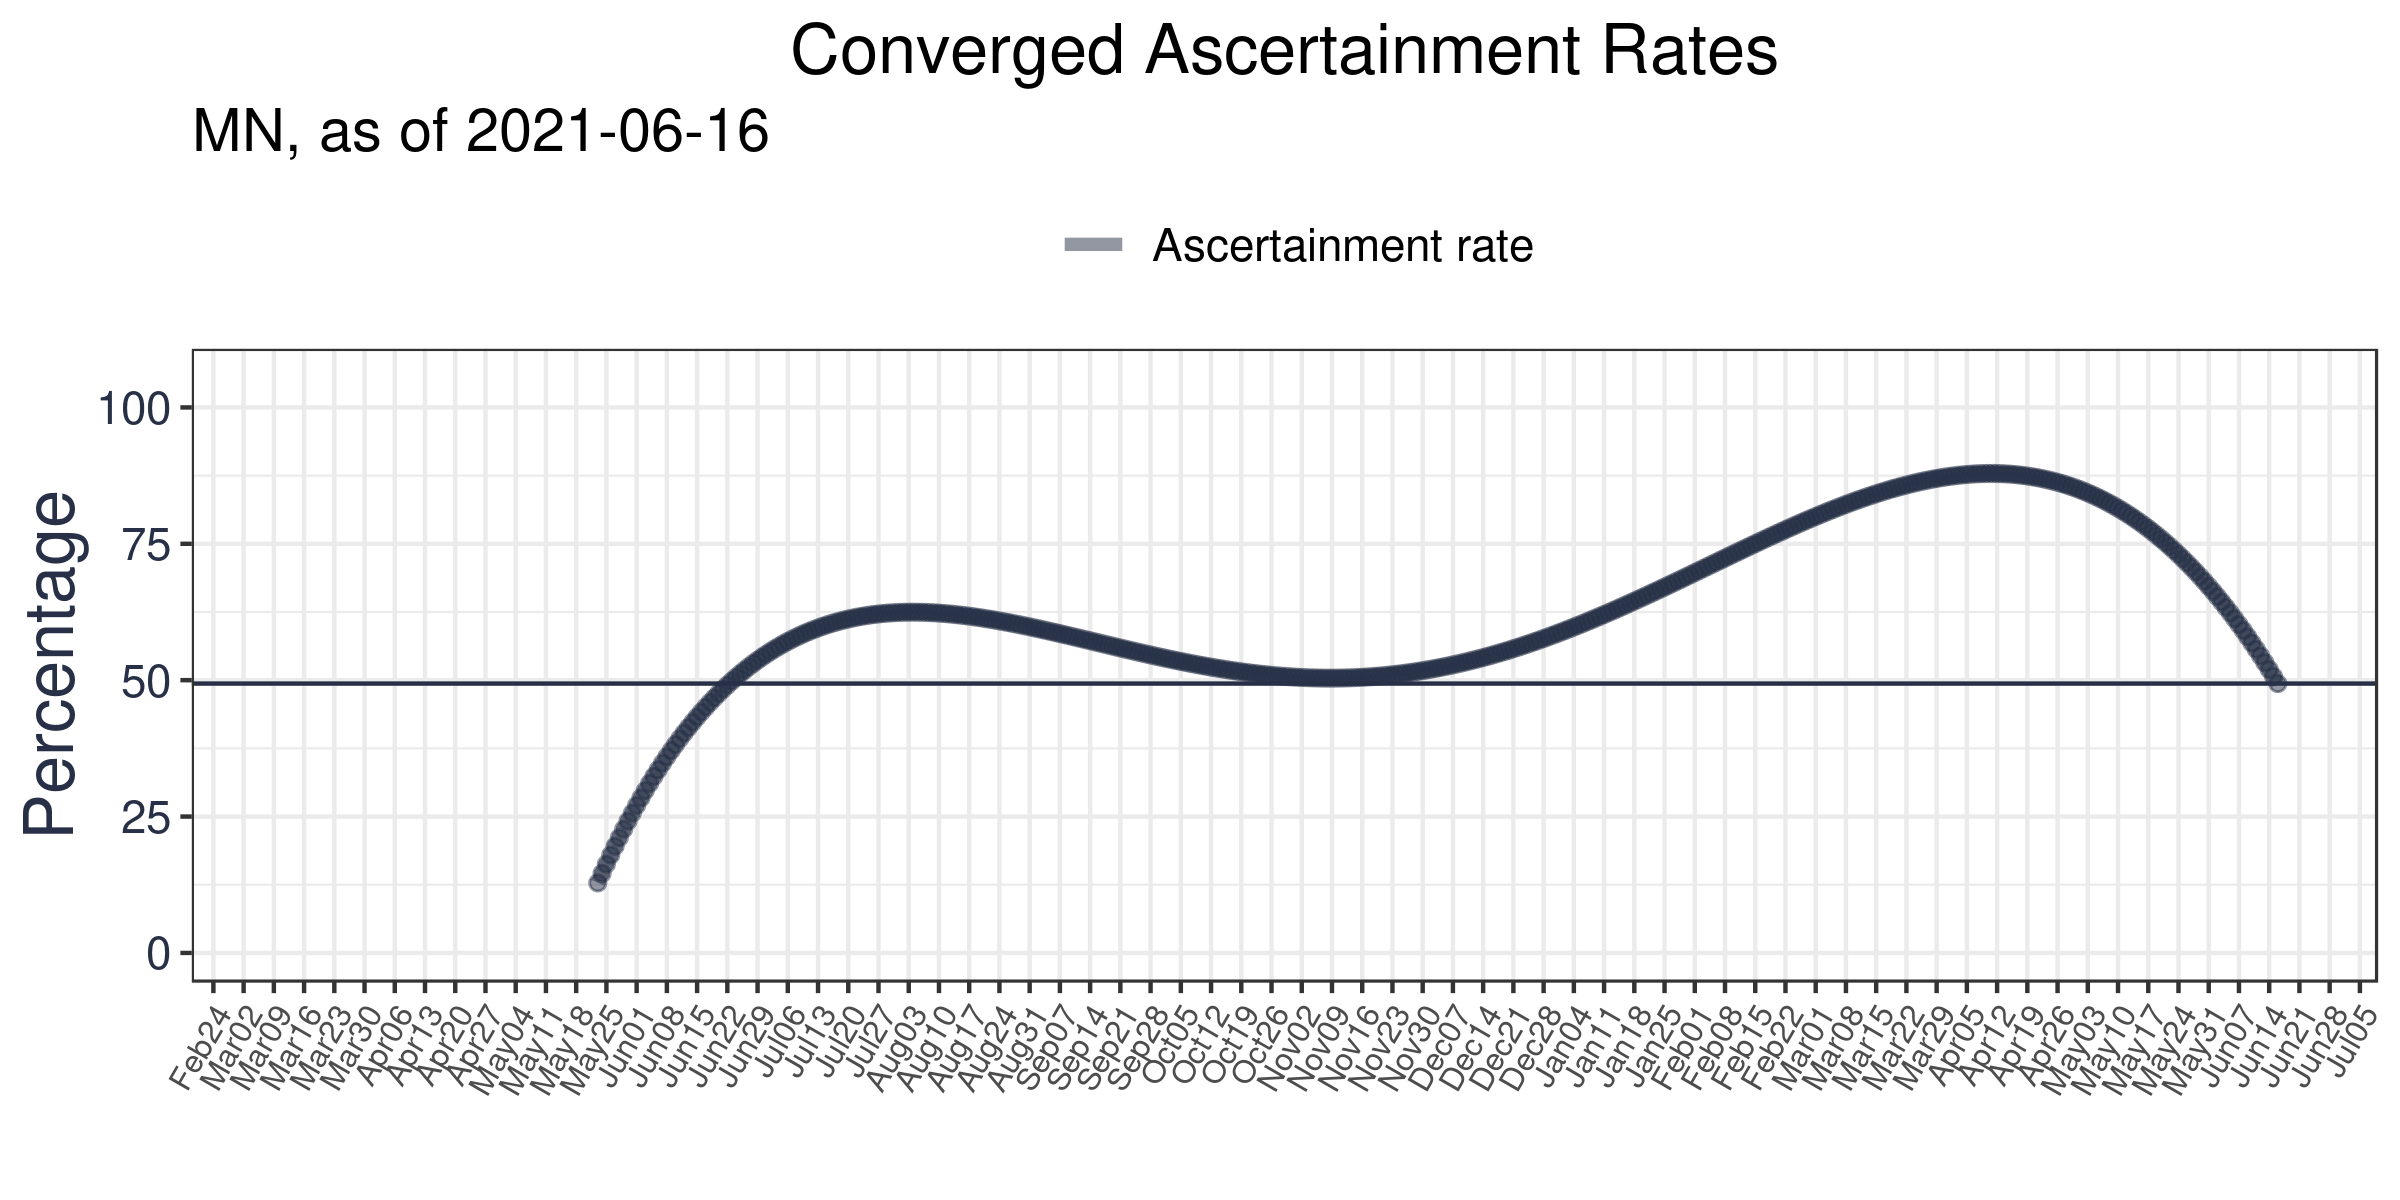 Converged Ascertainment Rates
MN, as of 2021-06-16
Ascertainment rate
Percentage
100
75
50
25
0
Feb24
Mar02
Mar09
Mar16
Mar23
Mar30
Apr06
Apr13
Apr20
Apr27
May04
May11
May18
May25
Jun01
Jun08
Jun15
Jun22
Jun29
Jul06
Jul13
Jul20
Jul27
Aug03
Aug10
Aug17
Aug24
Aug31
Sep07
Sep14
Sep21
Sep28
Oct05
Oct12
Oct19
Oct26
Nov02
Nov09
Nov16
Nov23
Nov30
Dec07
Dec14
Dec21
Dec28
Jan04
Jan11
Jan18
Jan25
Feb01
Feb08
Feb15
Feb22
Mar01
Mar08
Mar15
Mar22
Mar29
Apr05
Apr12
Apr19
Apr26
May03
May10
May17
May24
May31
Jun07
Jun14
Jun21
Jun28
Jul05